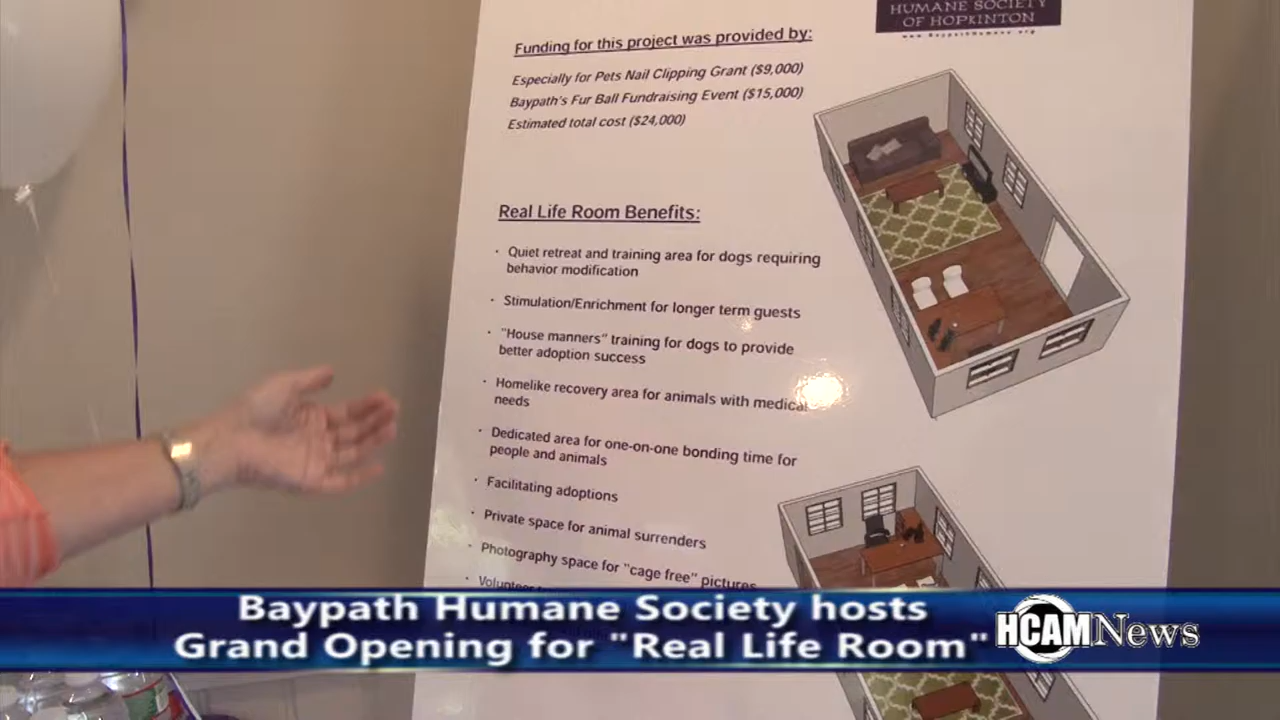 HUMANE SOCIETY
OF HOPKINTON
www.BaypathHumane.org
Funding for this project was provided by:
Especially for Pets Nail Clipping Grant ($9,000)
Baypath's Fur Ball Fundraising Event ($15,000)
Estimated total cost ($24,000)
Real Life Room Benefits:
· Quiet retreat and training area for dogs requiring
behavior modification
· Stimulation/Enrichment for longer term guests
· "House manners" training for dogs to provide
better adoption success
· Homelike recovery area for animals with medical
needs
· Dedicated area for one-on-one bonding time for
people and animals
· Facilitating adoptions
· Private space for animal surrenders
· Photography space for "cage free" pictures
· Volunteer
Baypath Humane Society hosts
Grand Opening for "Real Life Room"
HCAMNews